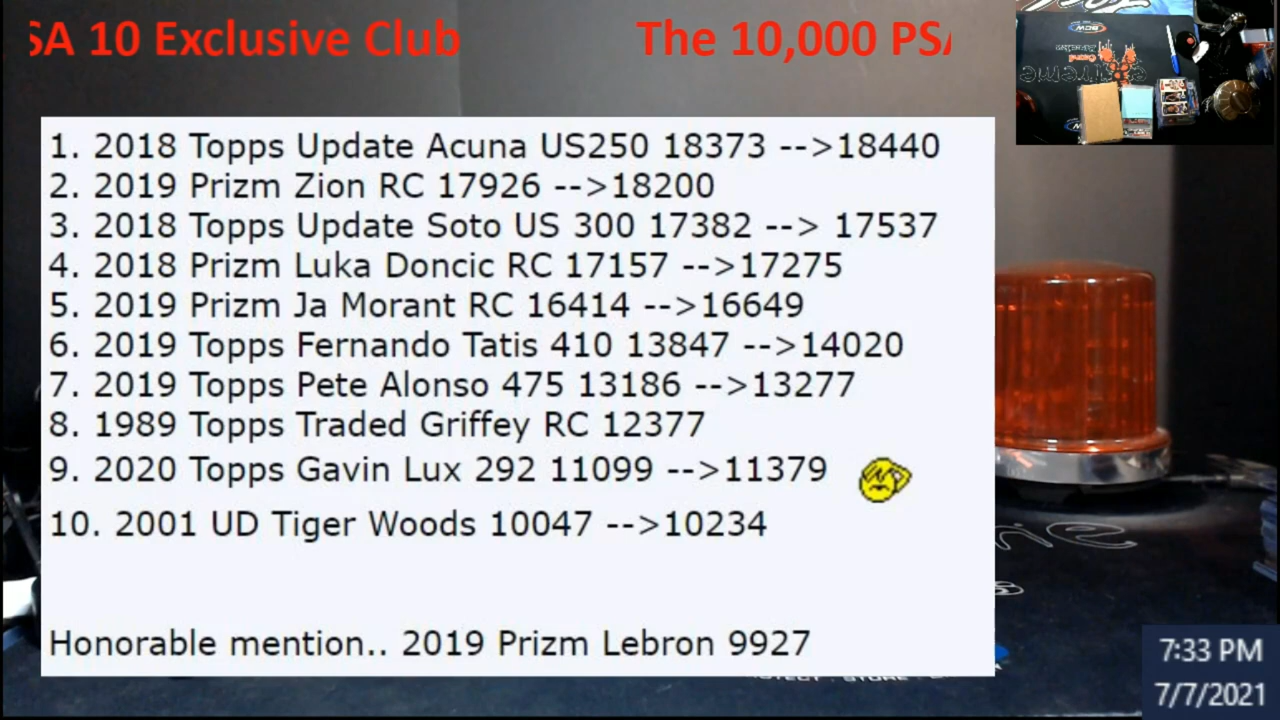 SA 10 Exclusive Club The 10,000 PSA
1. 2018 Topps Update Acuna US250 18373 -->18440
2. 2019 Prizm Zion RC 17926 -->18200
3. 2018 Topps Update Soto US 300 17382 --> 17537
4. 2018 Prizm Luka Doncic RC 17157 -->17275
5. 2019 Prizm Ja Morant RC 16414 -->16649
6. 2019 Topps Fernando Tatis 410 13847 -->14020
7. 2019 Topps Pete Alonso 475 13186 -->13277
8. 1989 Topps Traded Griffey RC 12377
9. 2020 Topps Gavin Lux 292 11099 -->11379
10. 2001 UD Tiger Woods 10047 -->10234
Honorable mention.. 2019 Prizm Lebron 9927
7:33 PM
7/7/2021